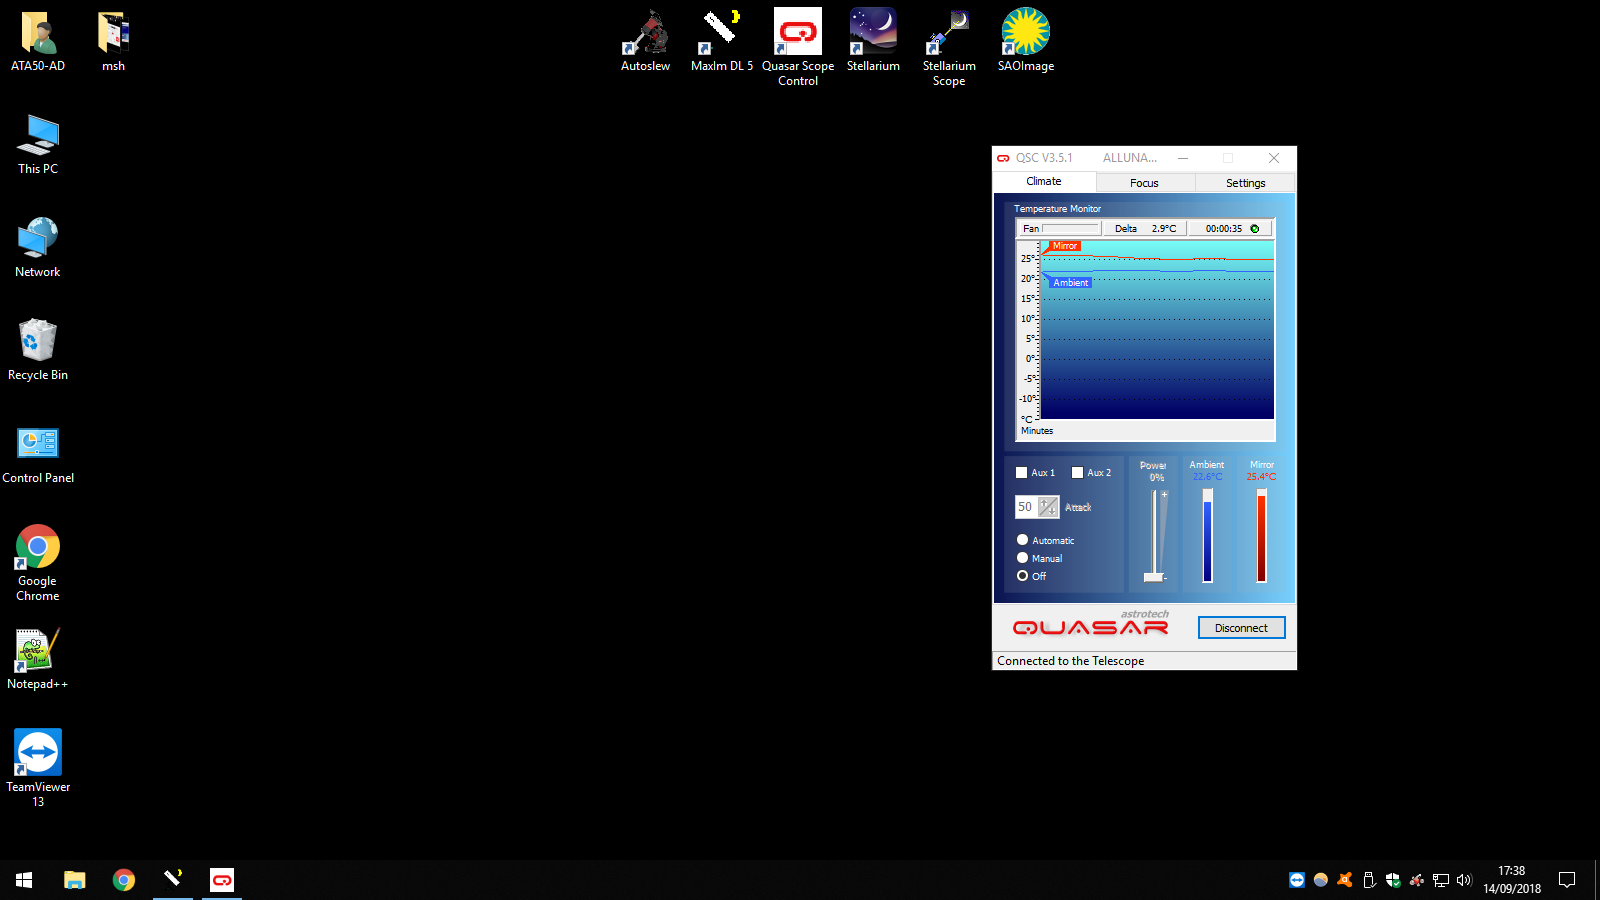 ATA50-AD
msh
This PC
Network
Recycle Bin
Control Panel
Google
Chrome
Notepad++
TeamViewer
13
Autoslew
MaxIm DL 5
Quasar Scope
Control
Stellarium
Stellarium
Scope
SAOImage
QSC V3.5.1 ALLUNA...
Climate
Focus
Settings
Temperature Monitor
Fan
Delta 2.9°C
00:00:35
Mirror
Ambient
25°
20°
15°
10°
5°
0°
-5°
-10°
°C
Minutes
Aux 1
Aux 2
50
Attack
Automatic
Manual
Off
Power
0%
+
-
Ambient
22.6°C
Mirror
25.4°C
astrotech
QUASAR
Disconnect
Connected to the Telescope
17:38
14/09/2018